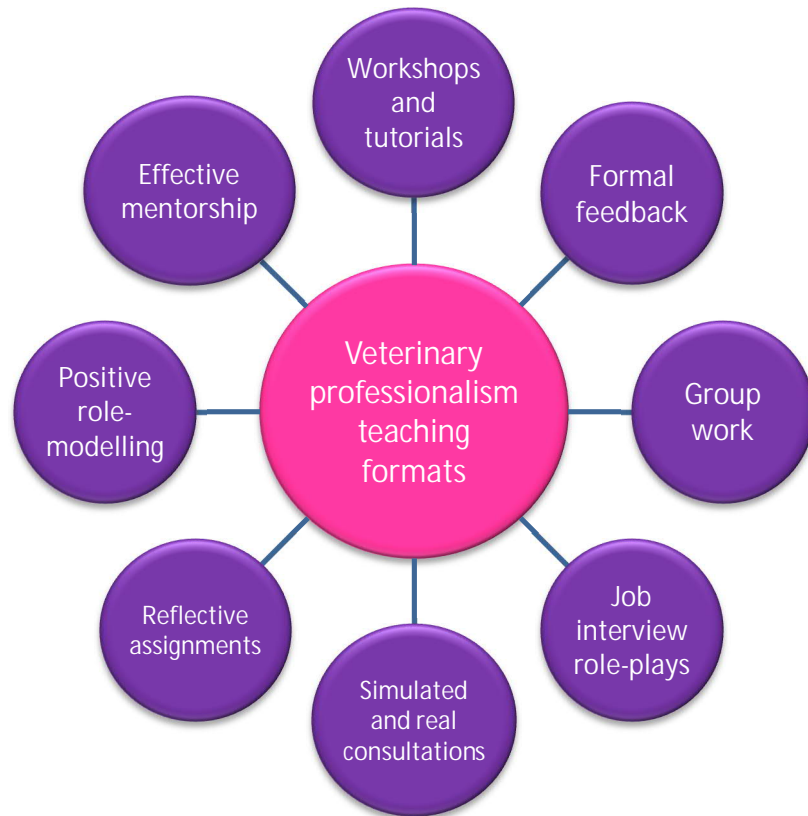 Workshops
and
tutorials
Effective
mentorship
Formal
feedback
Veterinary
professionalism
teaching
formats
Positive
role-
modelling
Group
work
Reflective
assignments
Job
interview
role-plays
Simulated
and real
consultations